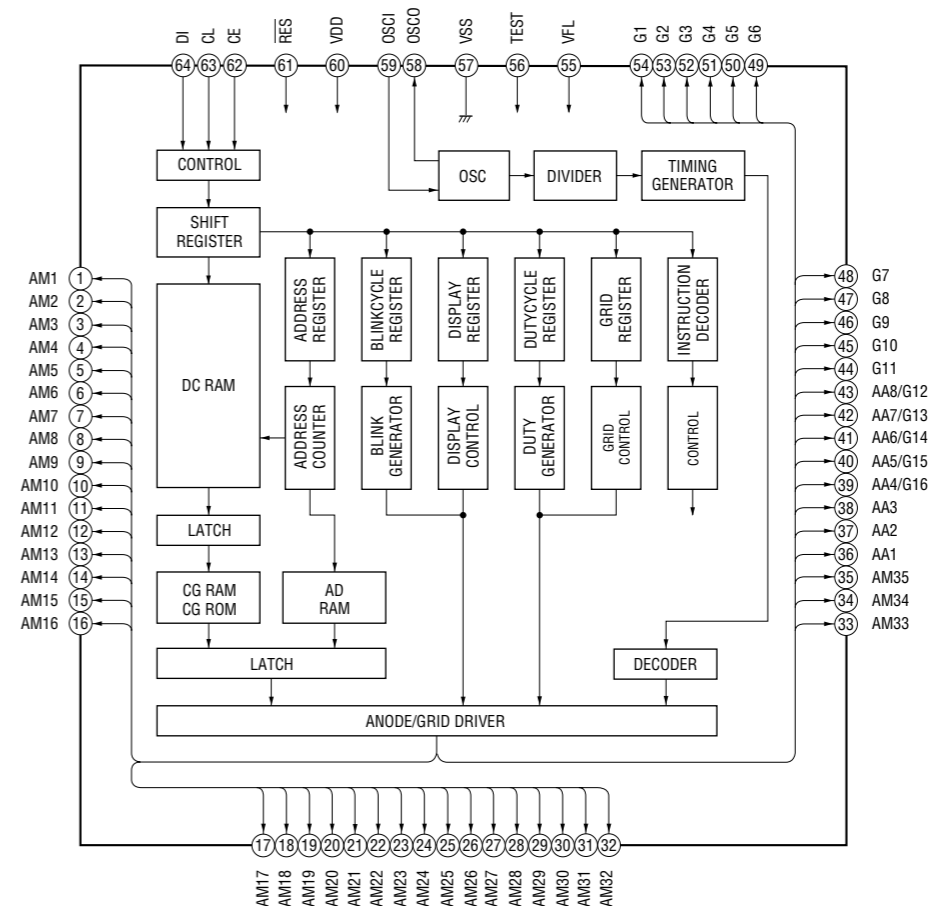 DI CL CE RES VDD OSCI OSCO VSS TEST VFL G1 G2 G3 G4 G5 G6
64 63 62 61 60 59 58 57 56 55 54 53 52 51 50 49
CONTROL
OSC
DIVIDER
TIMING
GENERATOR
SHIFT
REGISTER
DC RAM
ADDRESS
REGISTER
BLINKCYCLE
REGISTER
DISPLAY
REGISTER
DUTYCYCLE
REGISTER
GRID
REGISTER
INSTRUCTION
DECODER
ADDRESS
COUNTER
BLINK
GENERATOR
DISPLAY
CONTROL
DUTY
GENERATOR
GRID
CONTROL
CONTROL
LATCH
CG RAM
CG ROM
AD
RAM
LATCH
DECODER
ANODE/GRID DRIVER
AM1 1
AM2 2
AM3 3
AM4 4
AM5 5
AM6 6
AM7 7
AM8 8
AM9 9
AM10 10
AM11 11
AM12 12
AM13 13
AM14 14
AM15 15
AM16 16
48 G7
47 G8
46 G9
45 G10
44 G11
43 AA8/G12
42 AA7/G13
41 AA6/G14
40 AA5/G15
39 AA4/G16
38 AA3
37 AA2
36 AA1
35 AM35
34 AM34
33 AM33
17 18 19 20 21 22 23 24 25 26 27 28 29 30 31 32
AM17 AM18 AM19 AM20 AM21 AM22 AM23 AM24 AM25 AM26 AM27 AM28 AM29 AM30 AM31 AM32